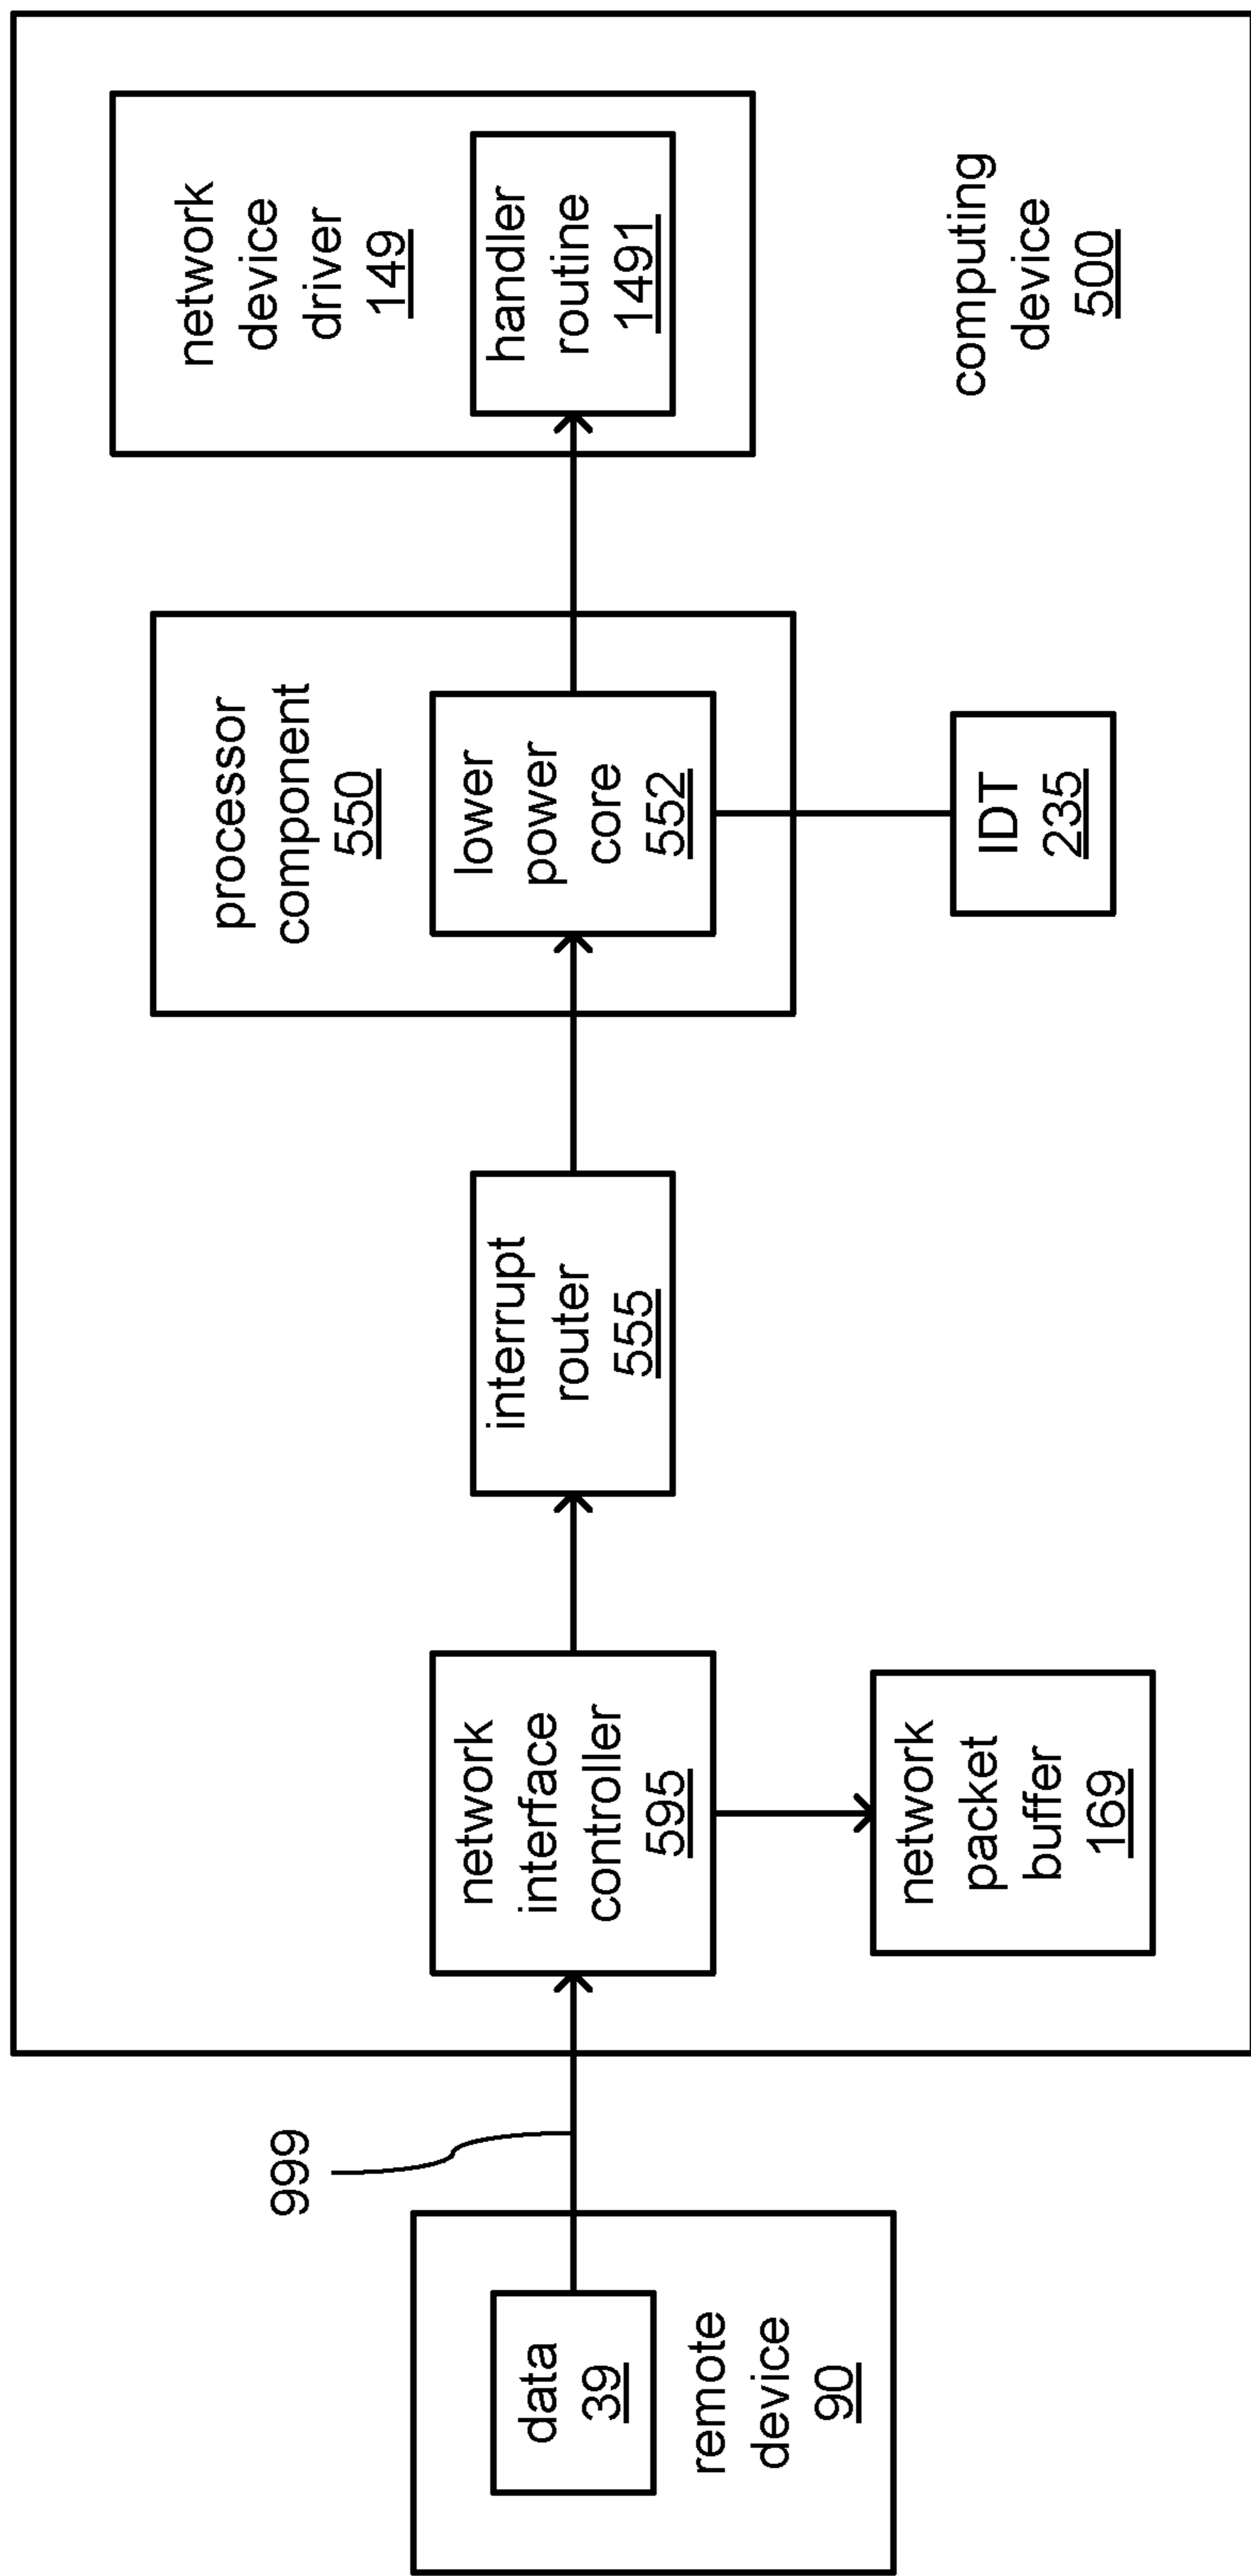 data
39
remote
device
90
999
network
interface
controller
595
network
packet
buffer
169
interrupt
router
555
processor
component
550
lower
power
core
552
IDT
235
network
device
driver
149
handler
routine
1491
computing
device
500